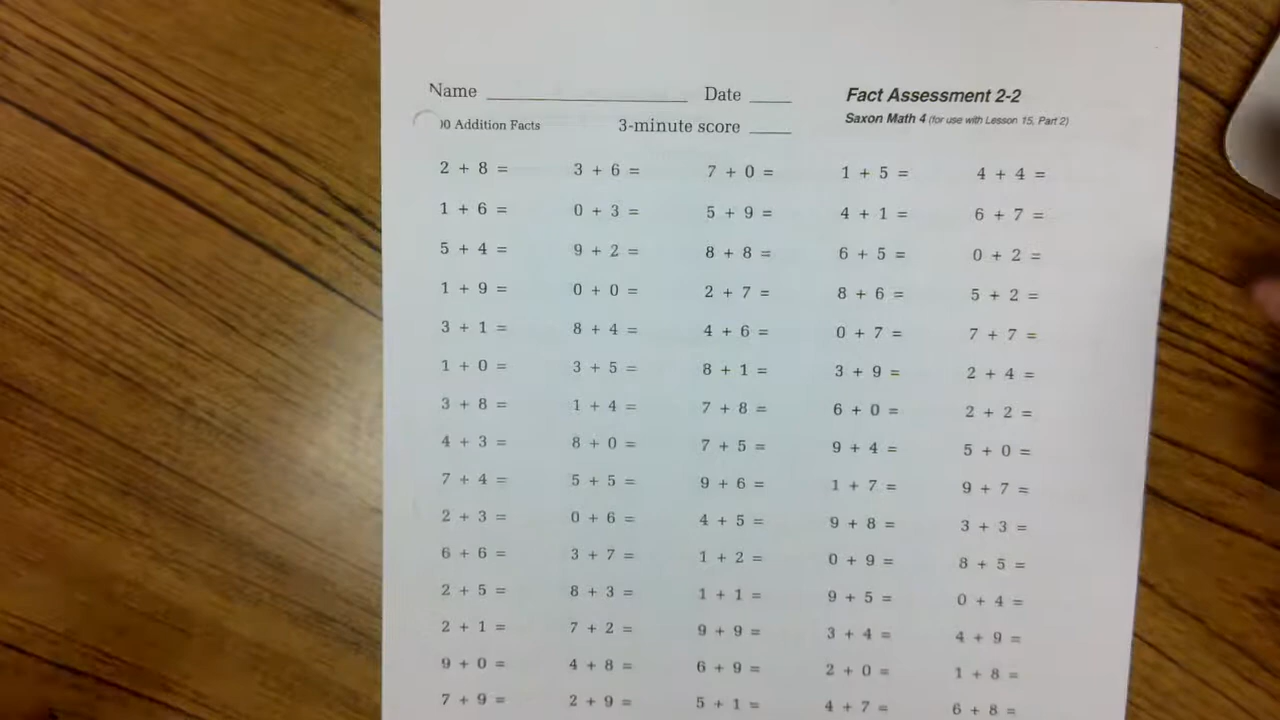 Name ____ Date ____ Fact Assessment 2-2
00 Addition Facts 3-minute score ____ Saxon Math 4 (for use with Lesson 15, Part 2)
2 + 8 = 3 + 6 = 7 + 0 = 1 + 5 = 4 + 4 =
1 + 6 = 0 + 3 = 5 + 9 = 4 + 1 = 6 + 7 =
5 + 4 = 9 + 2 = 8 + 8 = 6 + 5 = 0 + 2 =
1 + 9 = 0 + 0 = 2 + 7 = 8 + 6 = 5 + 2 =
3 + 1 = 8 + 4 = 4 + 6 = 0 + 7 = 7 + 7 =
1 + 0 = 3 + 5 = 8 + 1 = 3 + 9 = 2 + 4 =
3 + 8 = 1 + 4 = 7 + 8 = 6 + 0 = 2 + 2 =
4 + 3 = 8 + 0 = 7 + 5 = 9 + 4 = 5 + 0 =
7 + 4 = 5 + 5 = 9 + 6 = 1 + 7 = 9 + 7 =
2 + 3 = 0 + 6 = 4 + 5 = 9 + 8 = 3 + 3 =
6 + 6 = 3 + 7 = 1 + 2 = 0 + 9 = 8 + 5 =
2 + 5 = 8 + 3 = 1 + 1 = 9 + 5 = 0 + 4 =
2 + 1 = 7 + 2 = 9 + 9 = 3 + 4 = 4 + 9 =
9 + 0 = 4 + 8 = 6 + 9 = 2 + 0 = 1 + 8 =
7 + 9 = 2 + 9 = 5 + 1 = 4 + 7 = 6 + 8 =